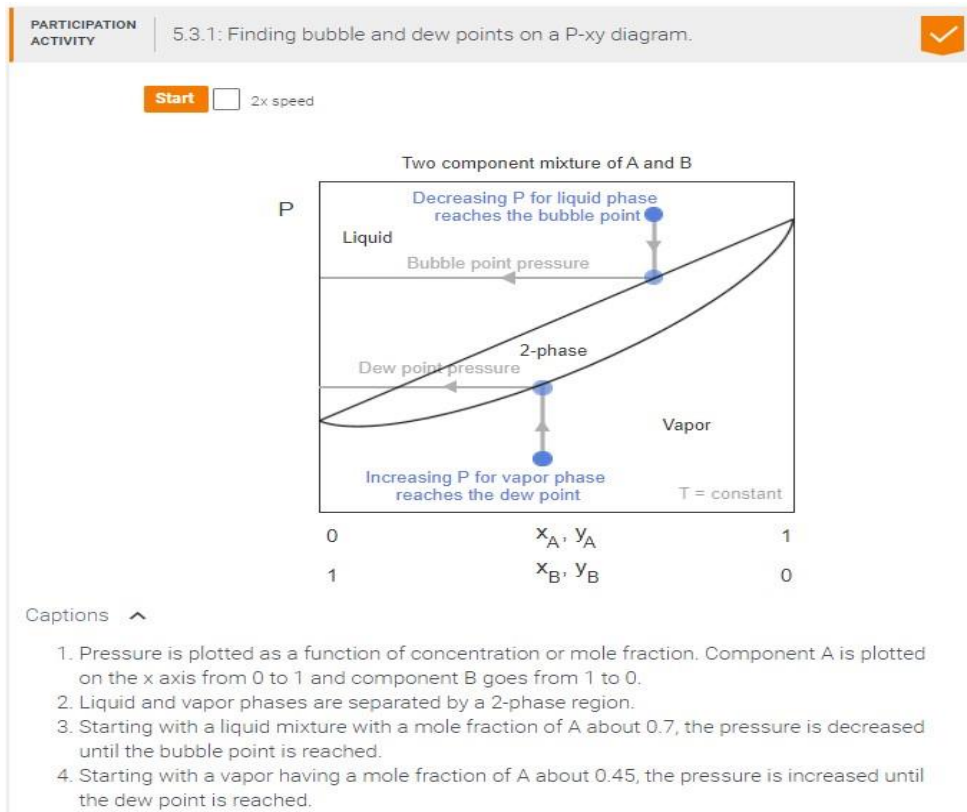 PARTICIPATION
ACTIVITY
5.3.1: Finding bubble and dew points on a P-xy diagram.
Start
2x speed
Two component mixture of A and B
P
Decreasing P for liquid phase
reaches the bubble point
Liquid
Bubble point pressure
2-phase
Dew point pressure
Vapor
Increasing P for vapor phase
reaches the dew point
T = constant
0 xA, yA 1
1 xB, yB 0
Captions
1. Pressure is plotted as a function of concentration or mole fraction. Component A is plotted
on the x axis from 0 to 1 and component B goes from 1 to 0.
2. Liquid and vapor phases are separated by a 2-phase region.
3. Starting with a liquid mixture with a mole fraction of A about 0.7, the pressure is decreased
until the bubble point is reached.
4. Starting with a vapor having a mole fraction of A about 0.45, the pressure is increased until
the dew point is reached.